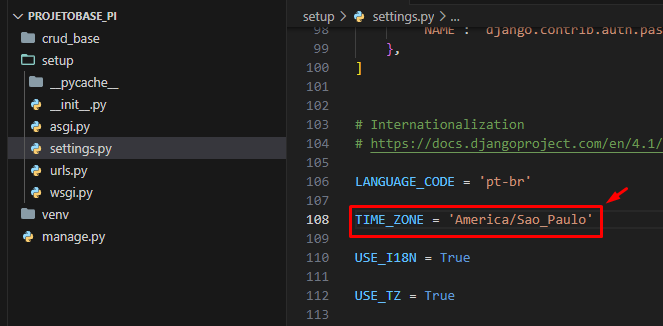 PROJETOBASE_PI
crud_base
setup
__pycache__
__init__.py
asgi.py
settings.py
urls.py
wsgi.py
venv
manage.py
setup > settings.py > ...
98 'NAME': 'django.contrib.auth.pas
99 },
100 ]
101
102
103 # Internationalization
104 # https://docs.djangoproject.com/en/4.1/
105
106 LANGUAGE_CODE = 'pt-br'
107
108 TIME_ZONE = 'America/Sao_Paulo'
109
110 USE_I18N = True
111
112 USE_TZ = True
113